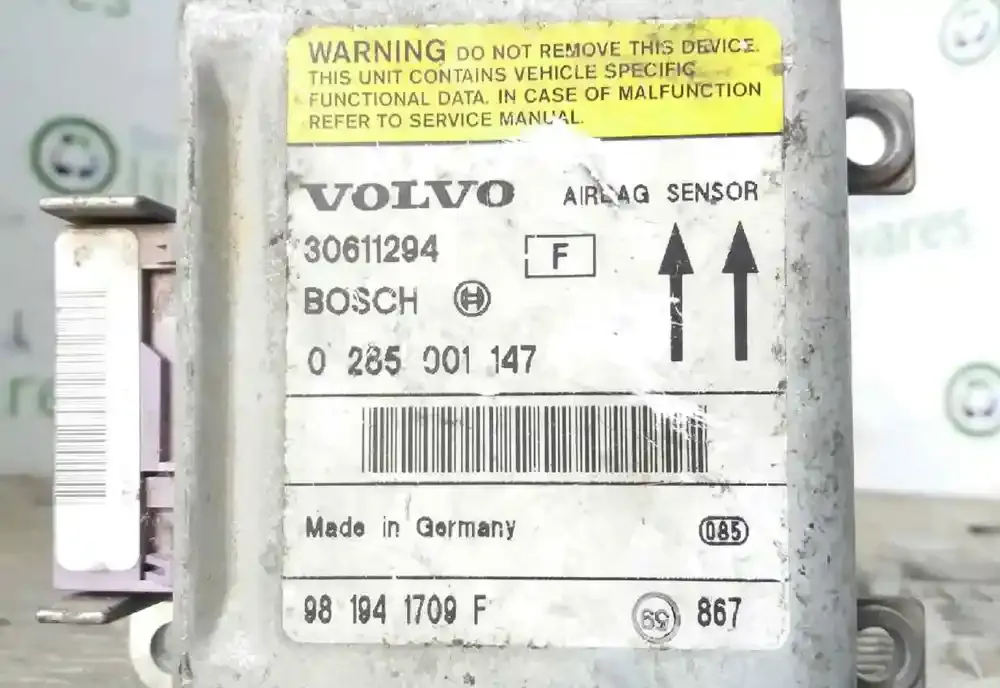 WARNING DO NOT REMOVE THIS DEVICE.
THIS UNIT CONTAINS VEHICLE SPECIFIC
FUNCTIONAL DATA. IN CASE OF MALFUNCTION
REFER TO SERVICE MANUAL.
VOLVO AIRBAG SENSOR
30611294 F
BOSCH
0 285 001 147
Made in Germany 085
98 194 1709 F 59 867